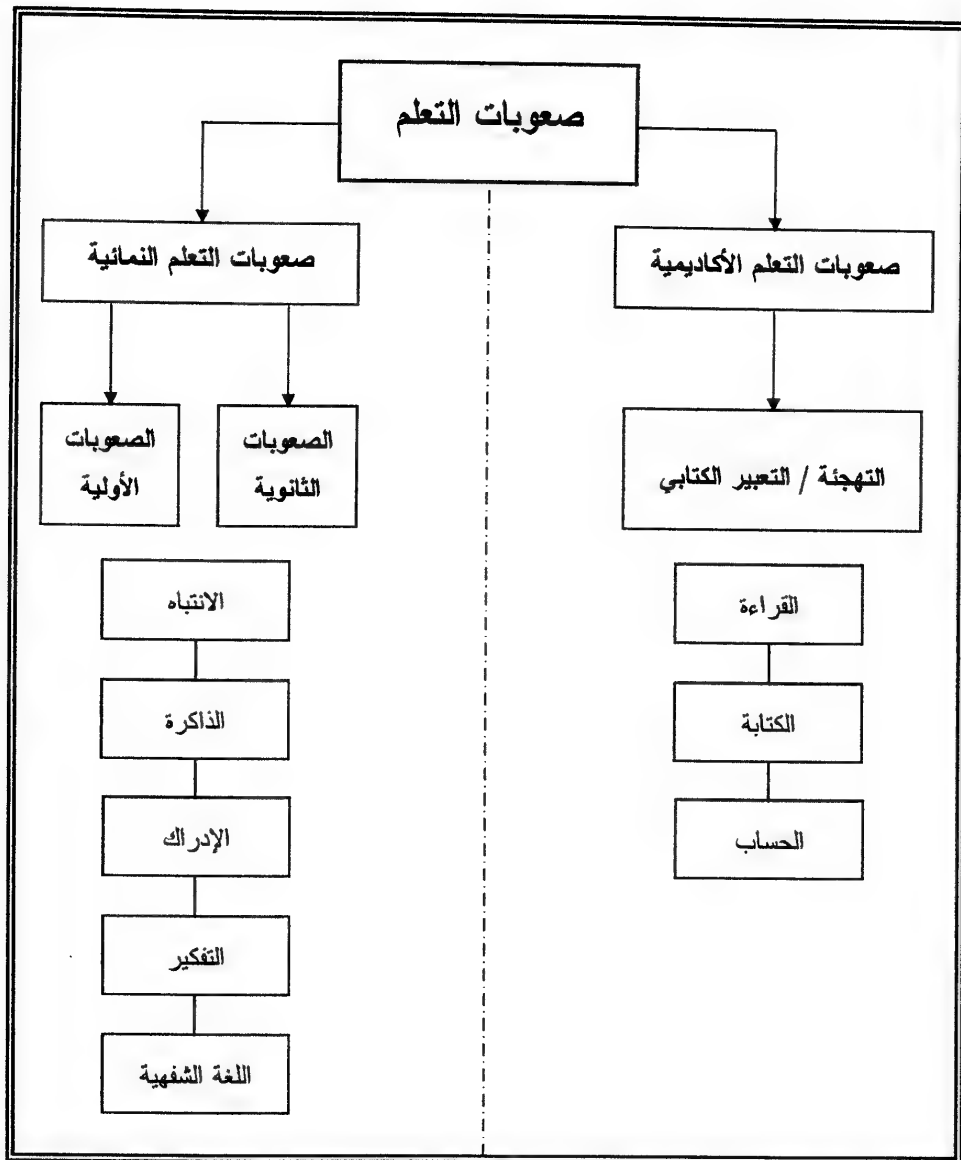 صعوبات التعلم
صعوبات التعلم الأكاديمية
صعوبات التعلم النمائية
التهجئة / التعبير الكتابي
الصعوبات
الثانوية
الصعوبات
الأولية
القراءة
الكتابة
الحساب
الانتباه
الذاكرة
الإدراك
التفكير
اللغة الشفهية